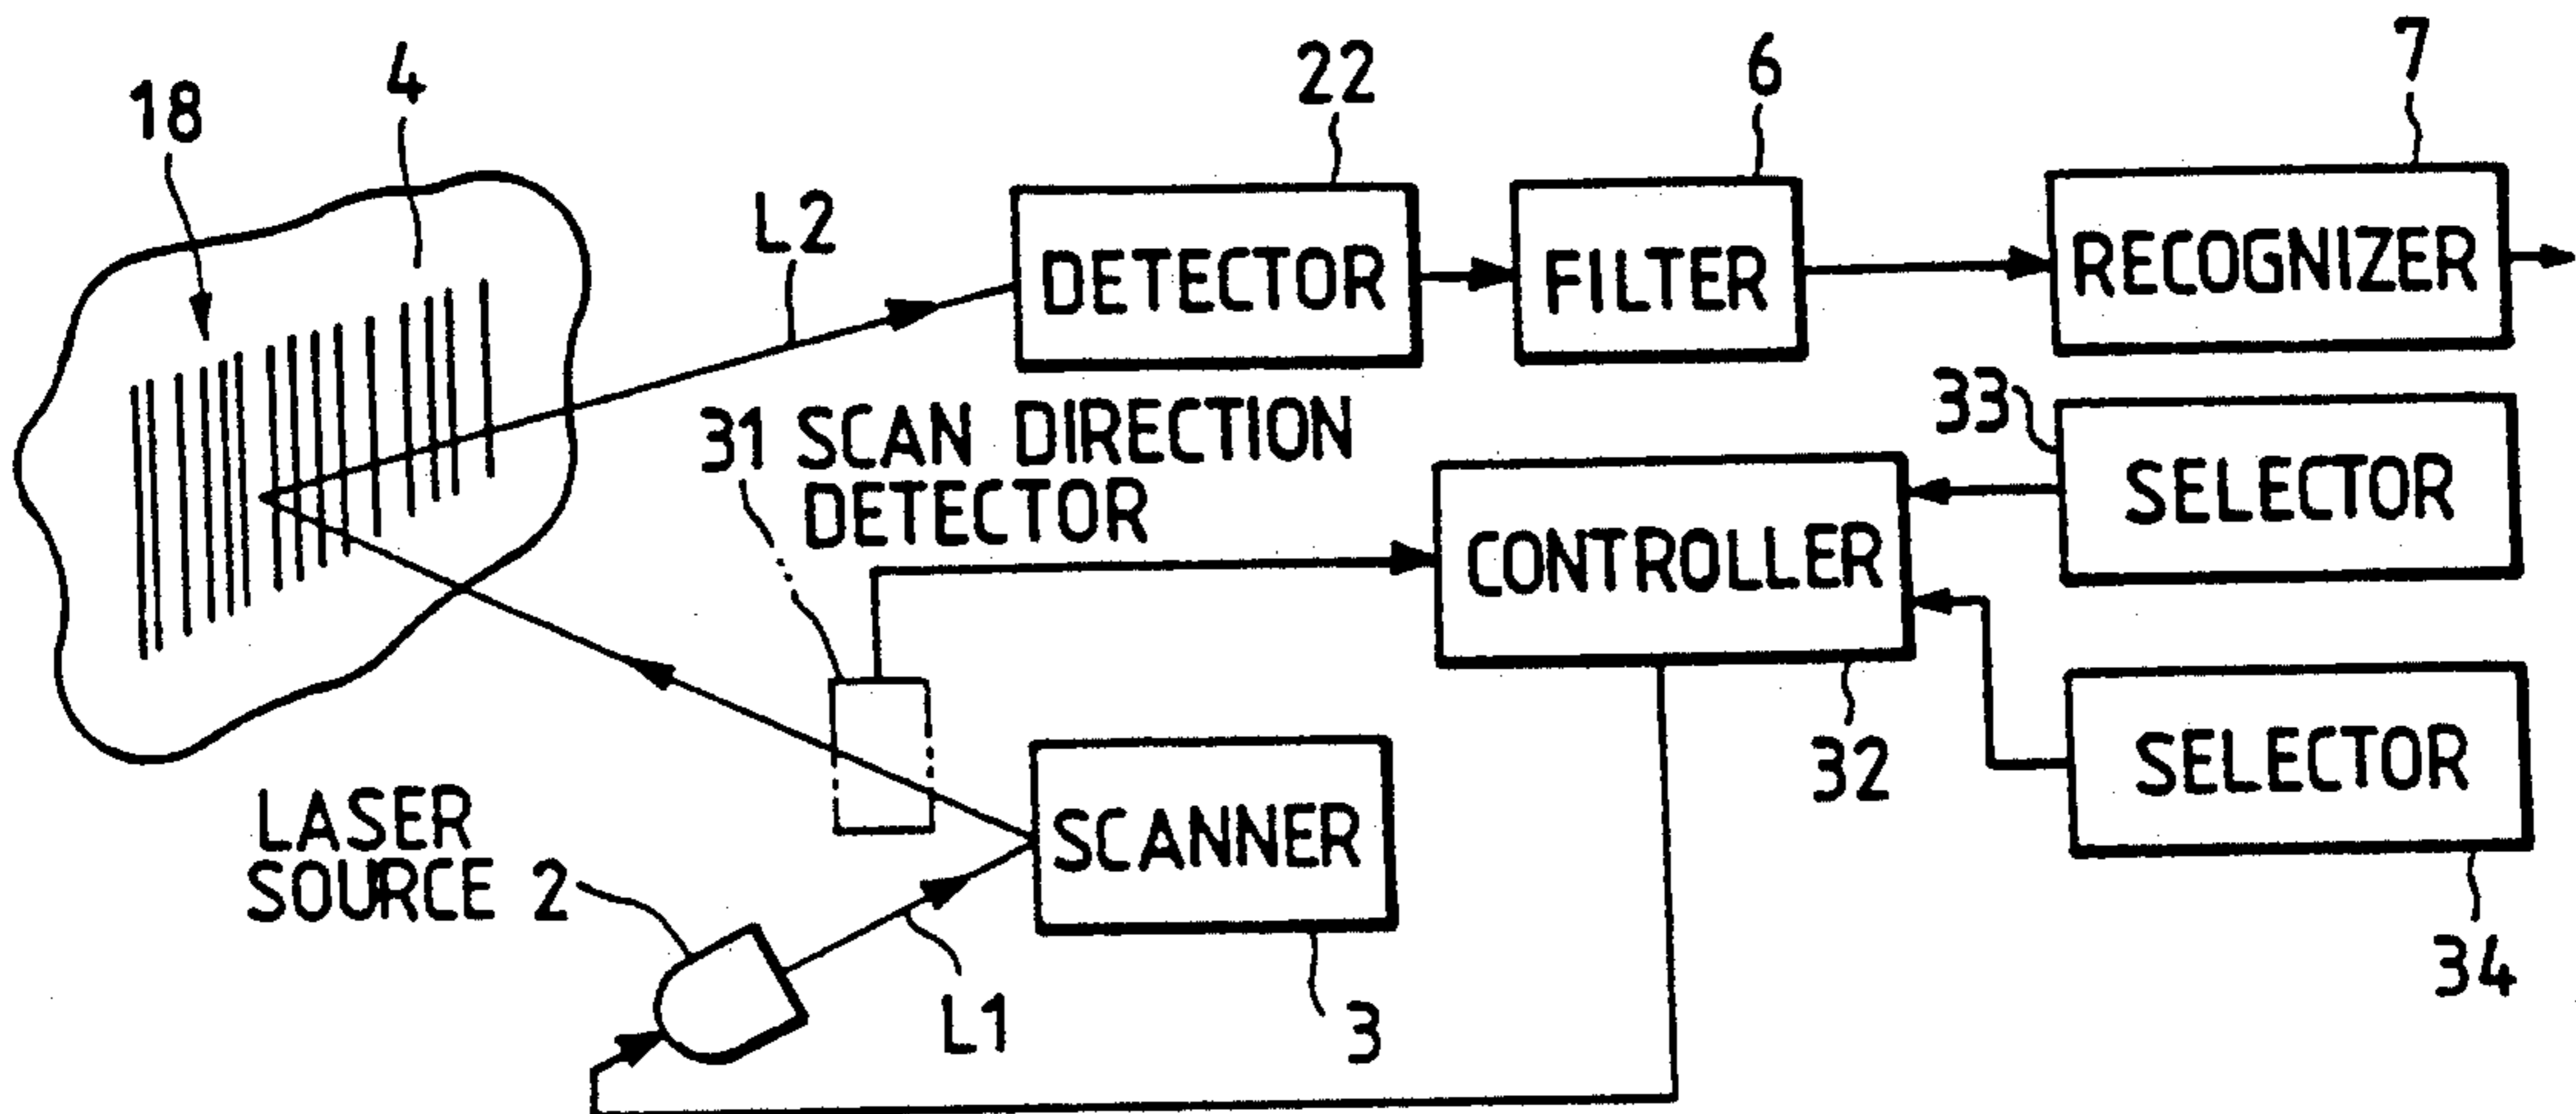 18
4
22
6
7
L2
DETECTOR
FILTER
RECOGNIZER
31 SCAN DIRECTION
DETECTOR
33
SELECTOR
CONTROLLER
32
SELECTOR
34
LASER
SOURCE 2
SCANNER
L1
3